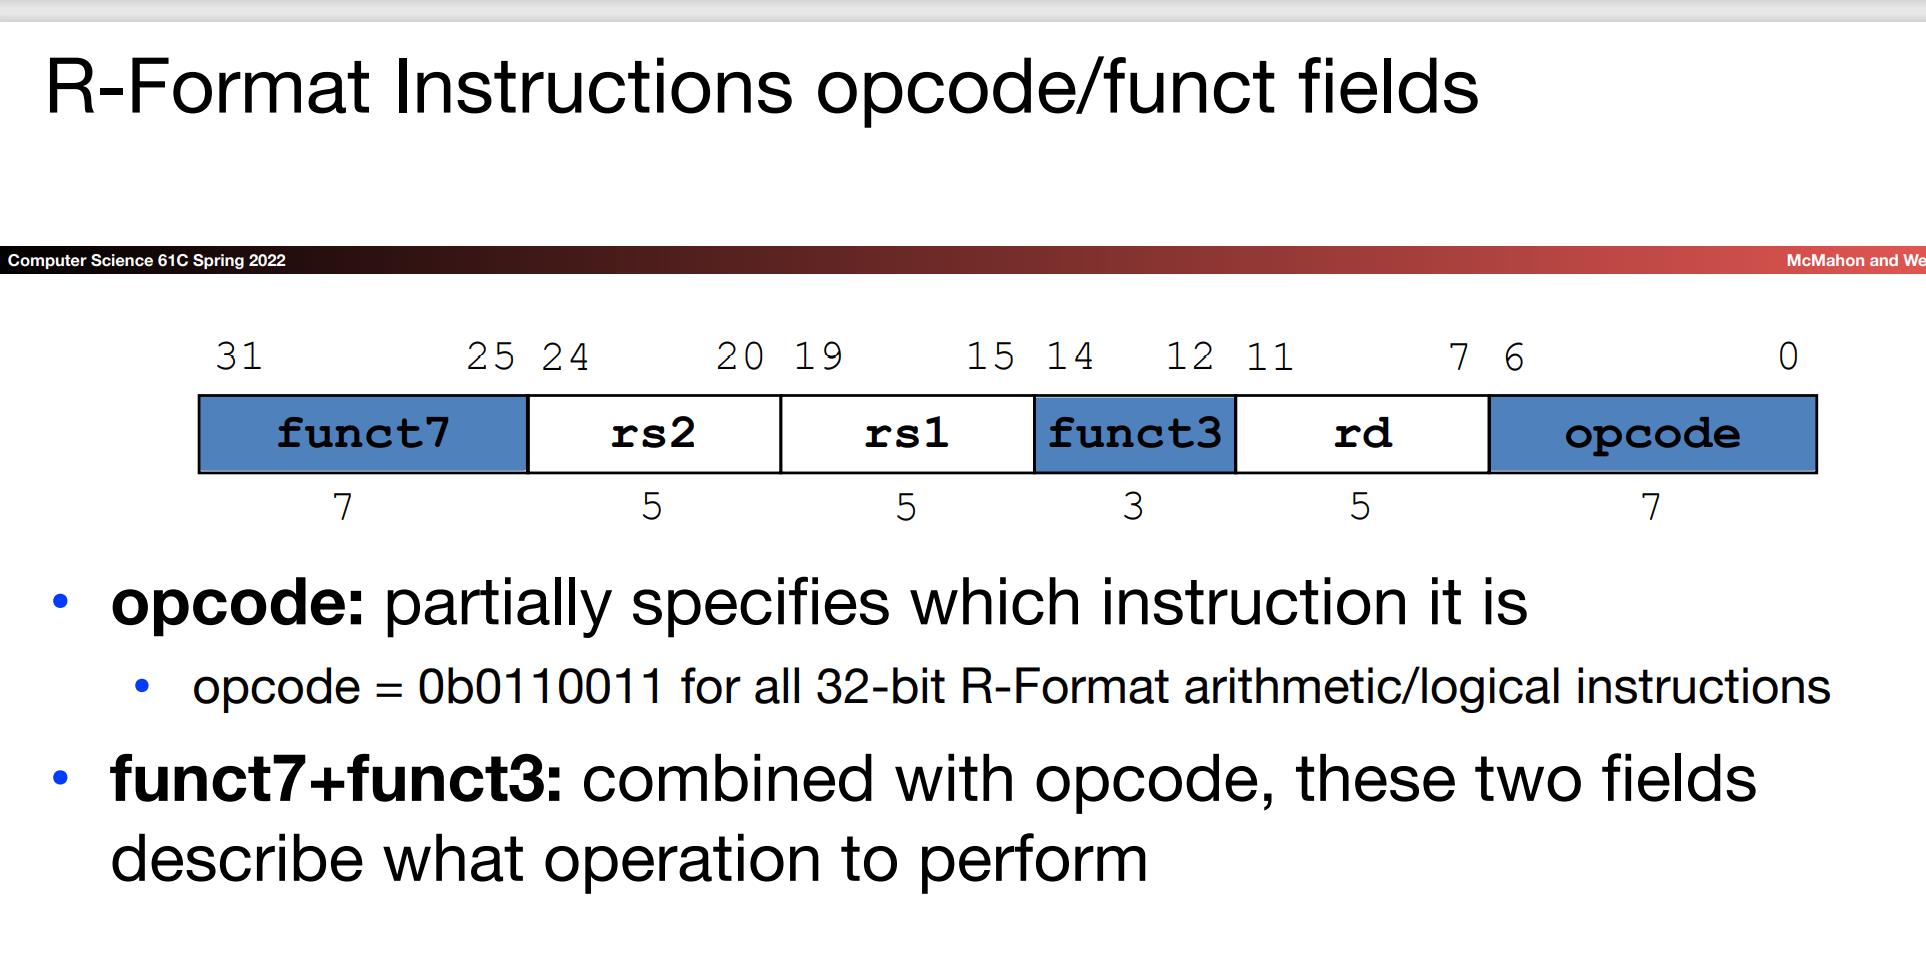 R-Format Instructions opcode/funct fields
Computer Science 61C Spring 2022
McMahon and We
31 25 24 20 19 15 14 12 11 7 6 0
funct7 rs2 rs1 funct3 rd opcode
7 5 5 3 5 7
• opcode: partially specifies which instruction it is
• opcode = 0b0110011 for all 32-bit R-Format arithmetic/logical instructions
• funct7+funct3: combined with opcode, these two fields
describe what operation to perform